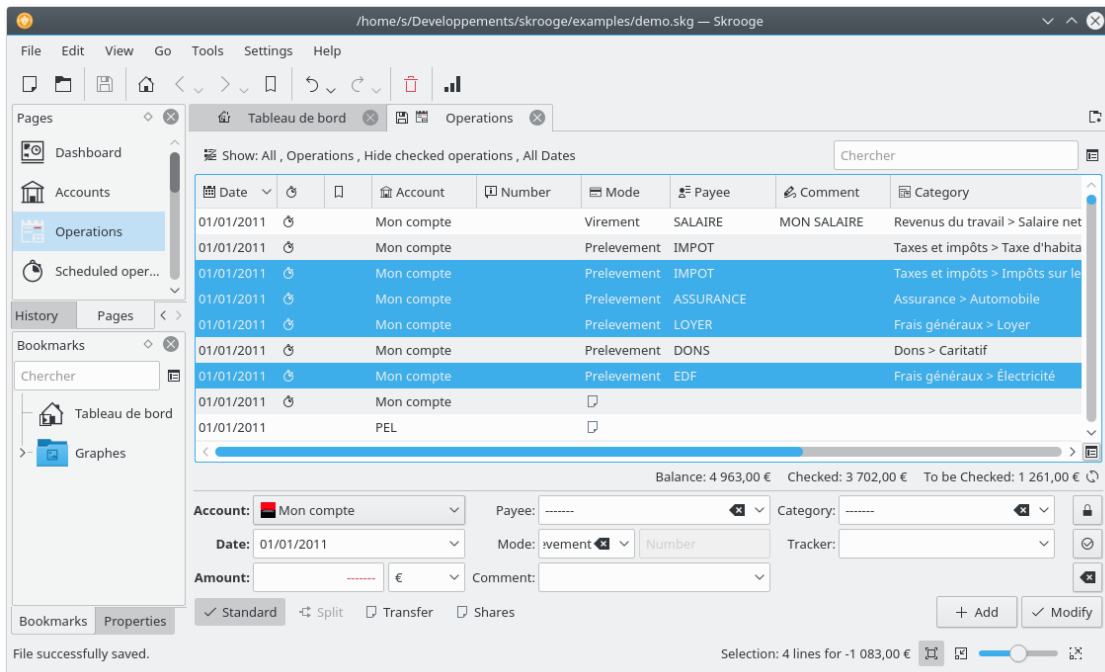 /home/s/Developpements/skrooge/examples/demo.skg — Skrooge
File Edit View Go Tools Settings Help
Pages
Dashboard
Accounts
Operations
Scheduled oper...
History Pages
Bookmarks
Chercher
Tableau de bord
Graphes
Bookmarks Properties
Tableau de bord Operations
Show: All , Operations , Hide checked operations , All Dates
Chercher
Date Account Number Mode Payee Comment Category
01/01/2011 Mon compte Virement SALAIRE MON SALAIRE Revenus du travail > Salaire net
01/01/2011 Mon compte Prelevement IMPOT Taxes et impôts > Taxe d'habita
01/01/2011 Mon compte Prelevement IMPOT Taxes et impôts > Impôts sur le
01/01/2011 Mon compte Prelevement ASSURANCE Assurance > Automobile
01/01/2011 Mon compte Prelevement LOYER Frais généraux > Loyer
01/01/2011 Mon compte Prelevement DONS Dons > Caritatif
01/01/2011 Mon compte Prelevement EDF Frais généraux > Électricité
01/01/2011 Mon compte
01/01/2011 PEL
Balance: 4 963,00 € Checked: 3 702,00 € To be Checked: 1 261,00 €
Account: Mon compte Payee: ------- Category: -------
Date: 01/01/2011 Mode: evement Number Tracker:
Amount: ------- € Comment:
Standard Split Transfer Shares
+ Add Modify
File successfully saved.
Selection: 4 lines for -1 083,00 €